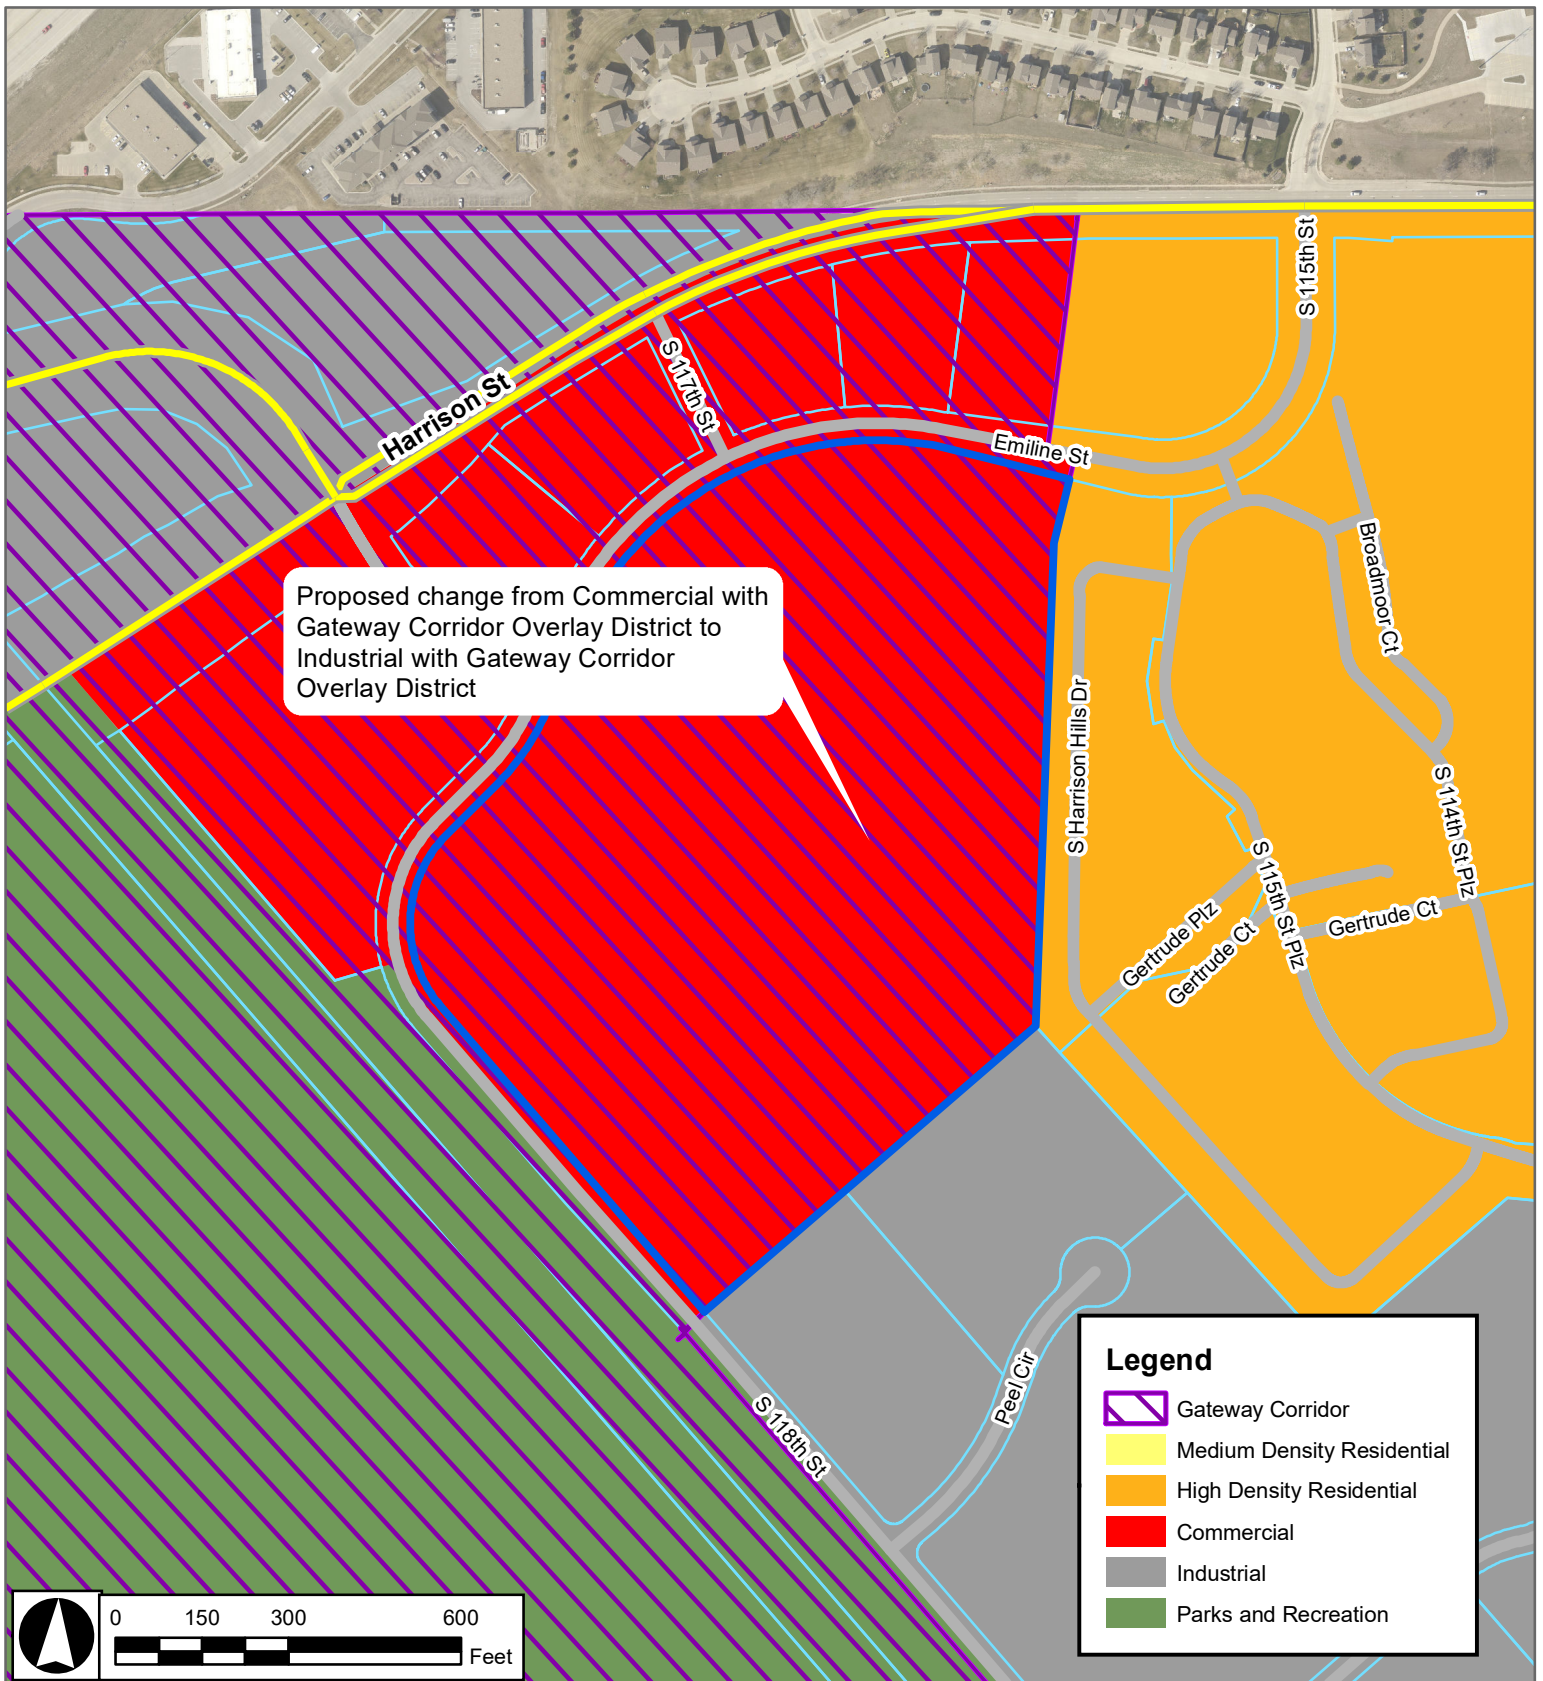 S 115th St
Harrison St
S 117th St
Emiline St
Broadmoor Ct
Proposed change from Commercial with
Gateway Corridor Overlay District to
Industrial with Gateway Corridor
Overlay District
S Harrison Hills Dr
S 114th St Plz
S 115th St Plz
Gertrude Plz
Gertrude Ct
Gertrude Ct
Peel Cir
S 118th St
Legend
Gateway Corridor
Medium Density Residential
High Density Residential
Commercial
Industrial
Parks and Recreation
0 150 300 600
Feet